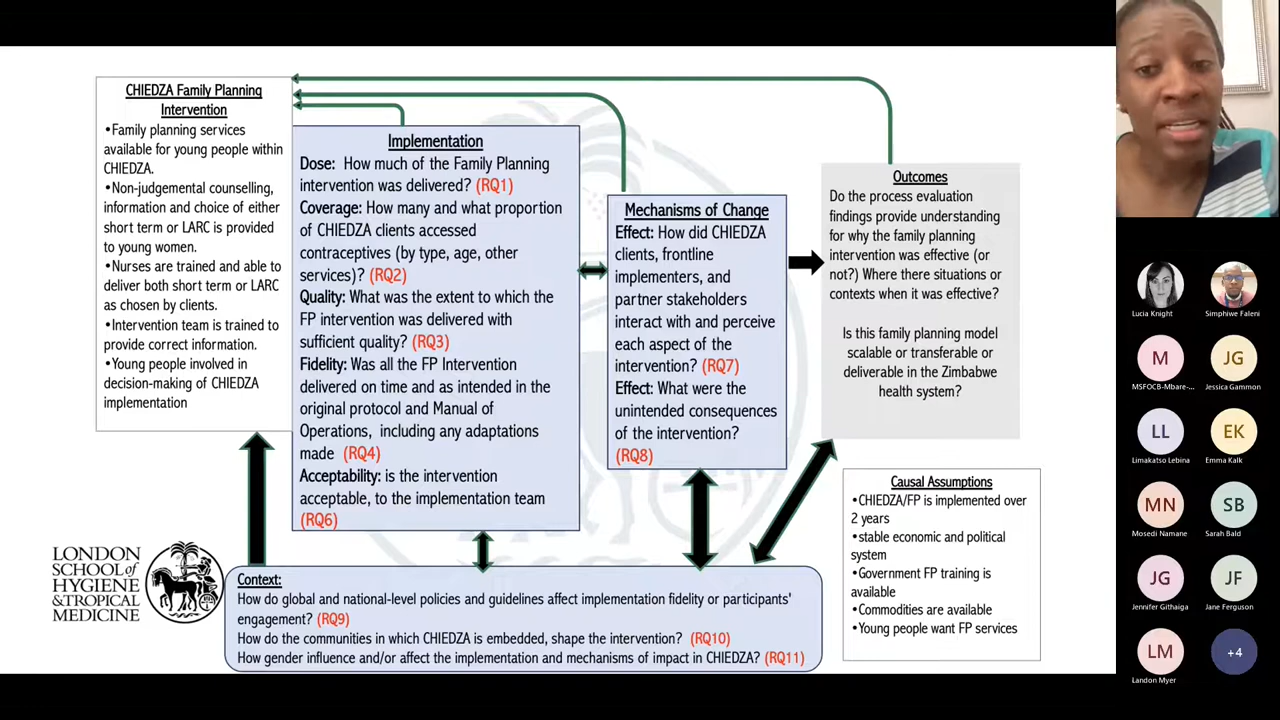 CHIEDZA Family Planning
Intervention
•Family planning services
available for young people within
CHIEDZA.
•Non-judgemental counselling,
information and choice of either
short term or LARC is provided
to young women.
•Nurses are trained and able to
deliver both short term or LARC
as chosen by clients.
•Intervention team is trained to
provide correct information.
•Young people involved in
decision-making of CHIEDZA
implementation
Implementation
Dose: How much of the Family Planning
intervention was delivered? (RQ1)
Coverage: How many and what proportion
of CHIEDZA clients accessed
contraceptives (by type, age, other
services)? (RQ2)
Quality: What was the extent to which the
FP intervention was delivered with
sufficient quality? (RQ3)
Fidelity: Was all the FP Intervention
delivered on time and as intended in the
original protocol and Manual of
Operations, including any adaptations
made (RQ4)
Acceptability: is the intervention
acceptable, to the implementation team
(RQ6)
Mechanisms of Change
Effect: How did CHIEDZA
clients, frontline
implementers, and
partner stakeholders
interact with and perceive
each aspect of the
intervention? (RQ7)
Effect: What were the
unintended consequences
of the intervention?
(RQ8)
Outcomes
Do the process evaluation
findings provide understanding
for why the family planning
intervention was effective (or
not?) Where there situations or
contexts when it was effective?
Is this family planning model
scalable or transferable or
deliverable in the Zimbabwe
health system?
Causal Assumptions
•CHIEDZA/FP is implemented over
2 years
•stable economic and political
system
•Government FP training is
available
•Commodities are available
•Young people want FP services
LONDON
SCHOOL of
HYGIENE
&TROPICAL
MEDICINE
Context:
How do global and national-level policies and guidelines affect implementation fidelity or participants'
engagement? (RQ9)
How do the communities in which CHIEDZA is embedded, shape the intervention? (RQ10)
How gender influence and/or affect the implementation and mechanisms of impact in CHIEDZA? (RQ11)
Lucia Knight
Simphiwe Faleni
M
MSFOCB-Mbare-...
JG
Jessica Gammon
LL
Limakatso Lebina
EK
Emma Kalk
MN
Mosedi Namane
SB
Sarah Bald
JG
Jennifer Githaiga
JF
Jane Ferguson
LM
Landon Myer
+4